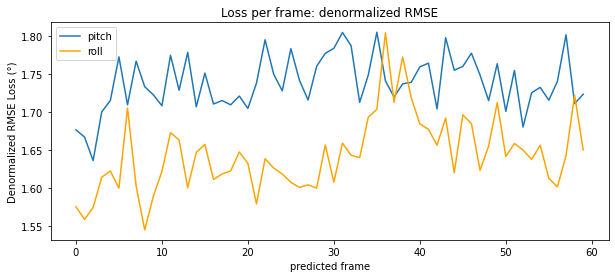 Loss per frame: denormalized RMSE
pitch
roll
Denormalized RMSE Loss (°)
1.80
1.75
1.70
1.65
1.60
1.55
0 10 20 30 40 50 60
predicted frame